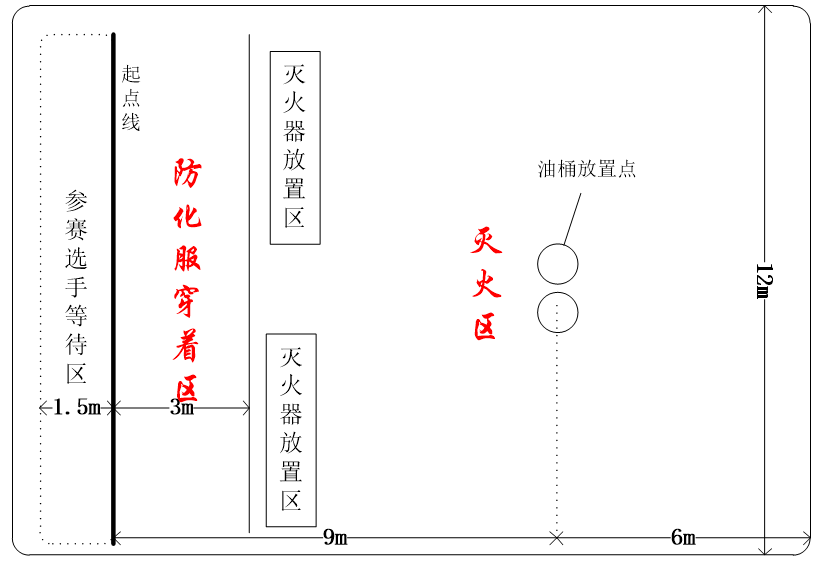 参赛选手等待区
起点线
防化服穿着区
灭火器放置区
灭火器放置区
灭火区
油桶放置点
12m
1.5m
3m
9m
6m